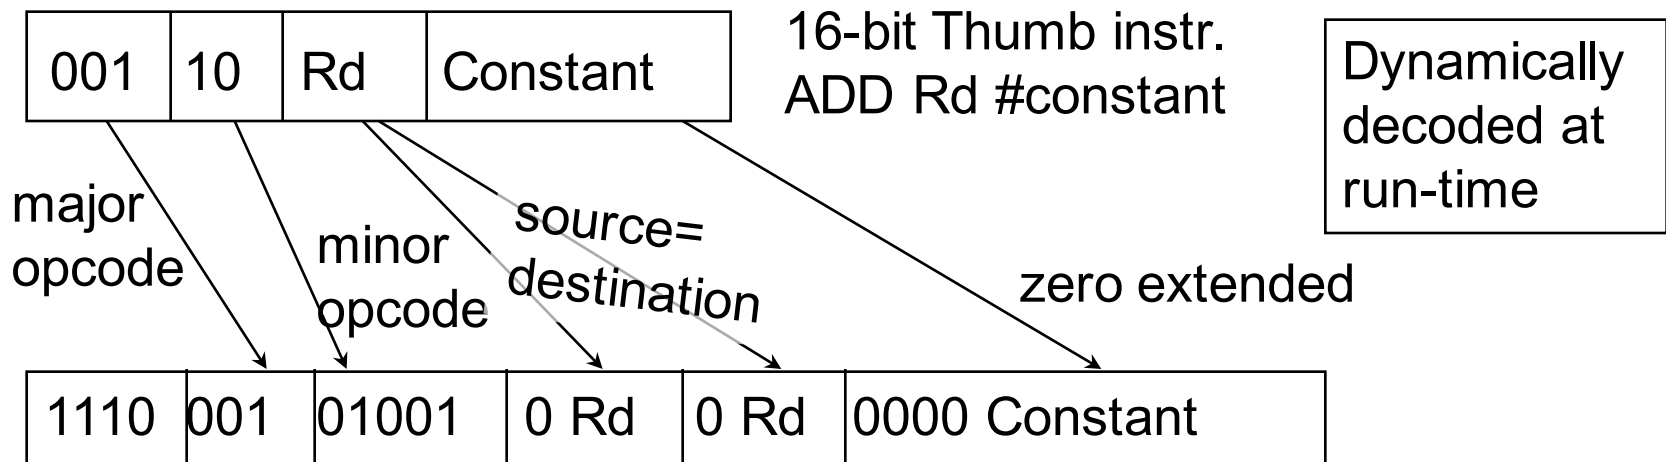 001 10 Rd Constant
16-bit Thumb instr.
ADD Rd #constant
Dynamically
decoded at
run-time
major
opcode
minor
opcode
source=
destination
zero extended
1110 001 01001 0 Rd 0 Rd 0000 Constant